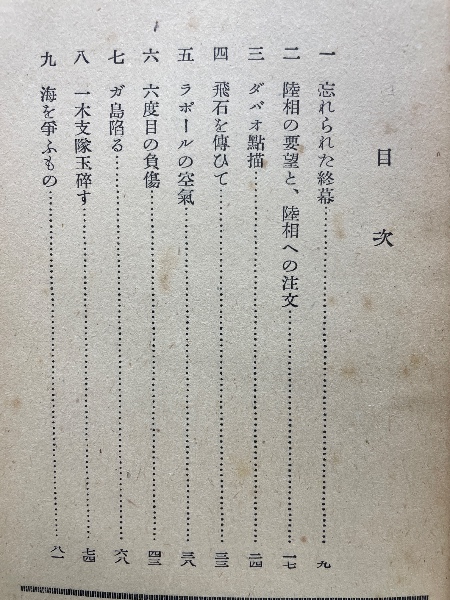 目次
一 忘れられた終幕……九
二 陸相の要望と、陸相への注文……一七
三 ダバオ點描……二四
四 飛石を傳ひて……三三
五 ラポールの空氣……三八
六 六度目の負傷……四三
七 ガ島陷る……六八
八 一木支隊玉碎す……七四
九 海を爭ふもの……八一